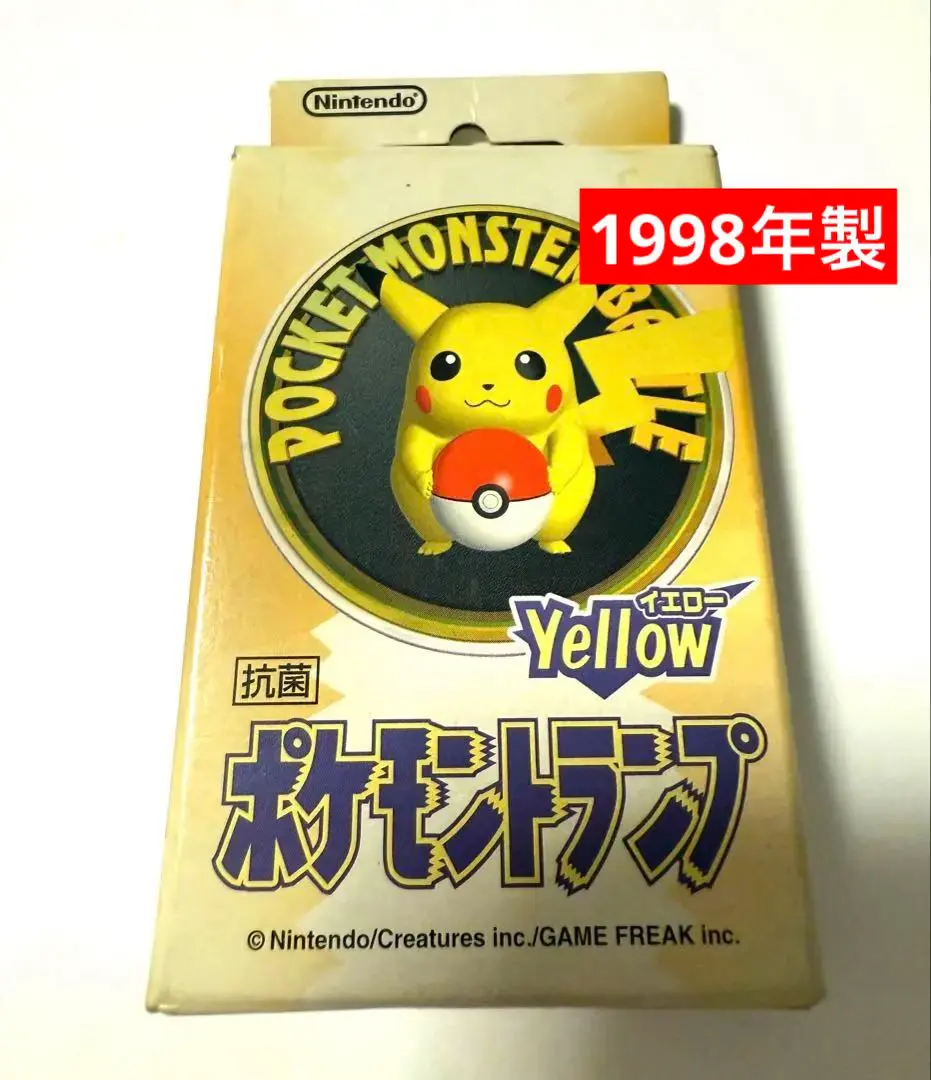 Nintendo®
1998年製
POCKET MONSTER BATTLE
イエロー
Yellow
抗菌
ポケモントランプ
© Nintendo/Creatures inc./GAME FREAK inc.